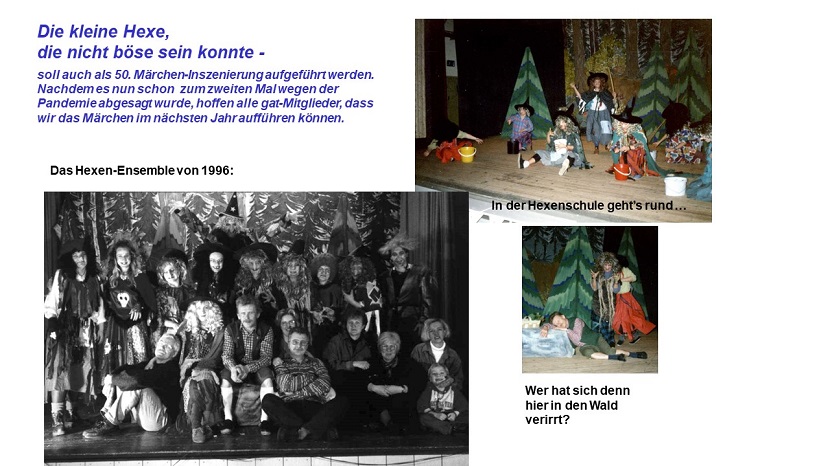 Die kleine Hexe,
die nicht böse sein konnte -
soll auch als 50. Märchen-Inszenierung aufgeführt werden.
Nachdem es nun schon zum zweiten Mal wegen der
Pandemie abgesagt wurde, hoffen alle gat-Mitglieder, dass
wir das Märchen im nächsten Jahr aufführen können.
Das Hexen-Ensemble von 1996:
In der Hexenschule geht's rund ...
Wer hat sich denn
hier in den Wald
verirrt?